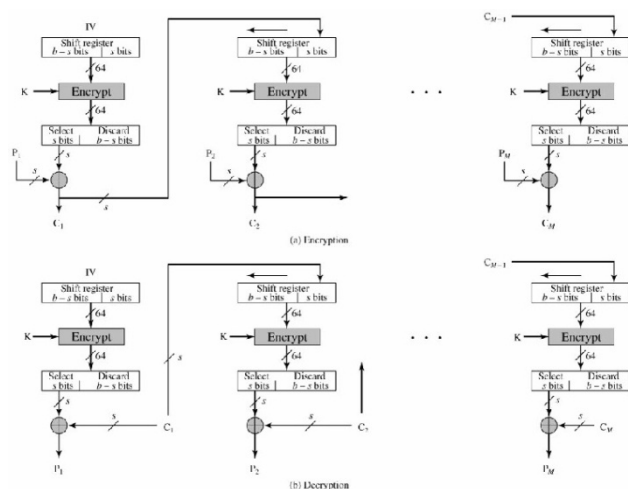 IV
C_{M−1}
Shift register
b − s bits | s bits
Shift register
b − s bits | s bits
Shift register
b − s bits | s bits
64
64
64
K
Encrypt
K
Encrypt
K
Encrypt
64
64
64
Select
s bits
Discard
b − s bits
Select
s bits
Discard
b − s bits
Select
s bits
Discard
b − s bits
P_1
s
s
P_2
s
s
P_M
s
s
s
C_1
C_2
C_M
(a) Encryption
IV
C_{M−1}
Shift register
b − s bits | s bits
Shift register
b − s bits | s bits
Shift register
b − s bits | s bits
64
64
64
K
Encrypt
K
Encrypt
K
Encrypt
64
64
64
s
Select
s bits
Discard
b − s bits
Select
s bits
Discard
b − s bits
Select
s bits
Discard
b − s bits
s
s
C_1
s
s
C_2
s
s
C_M
P_1
P_2
P_M
(b) Decryption